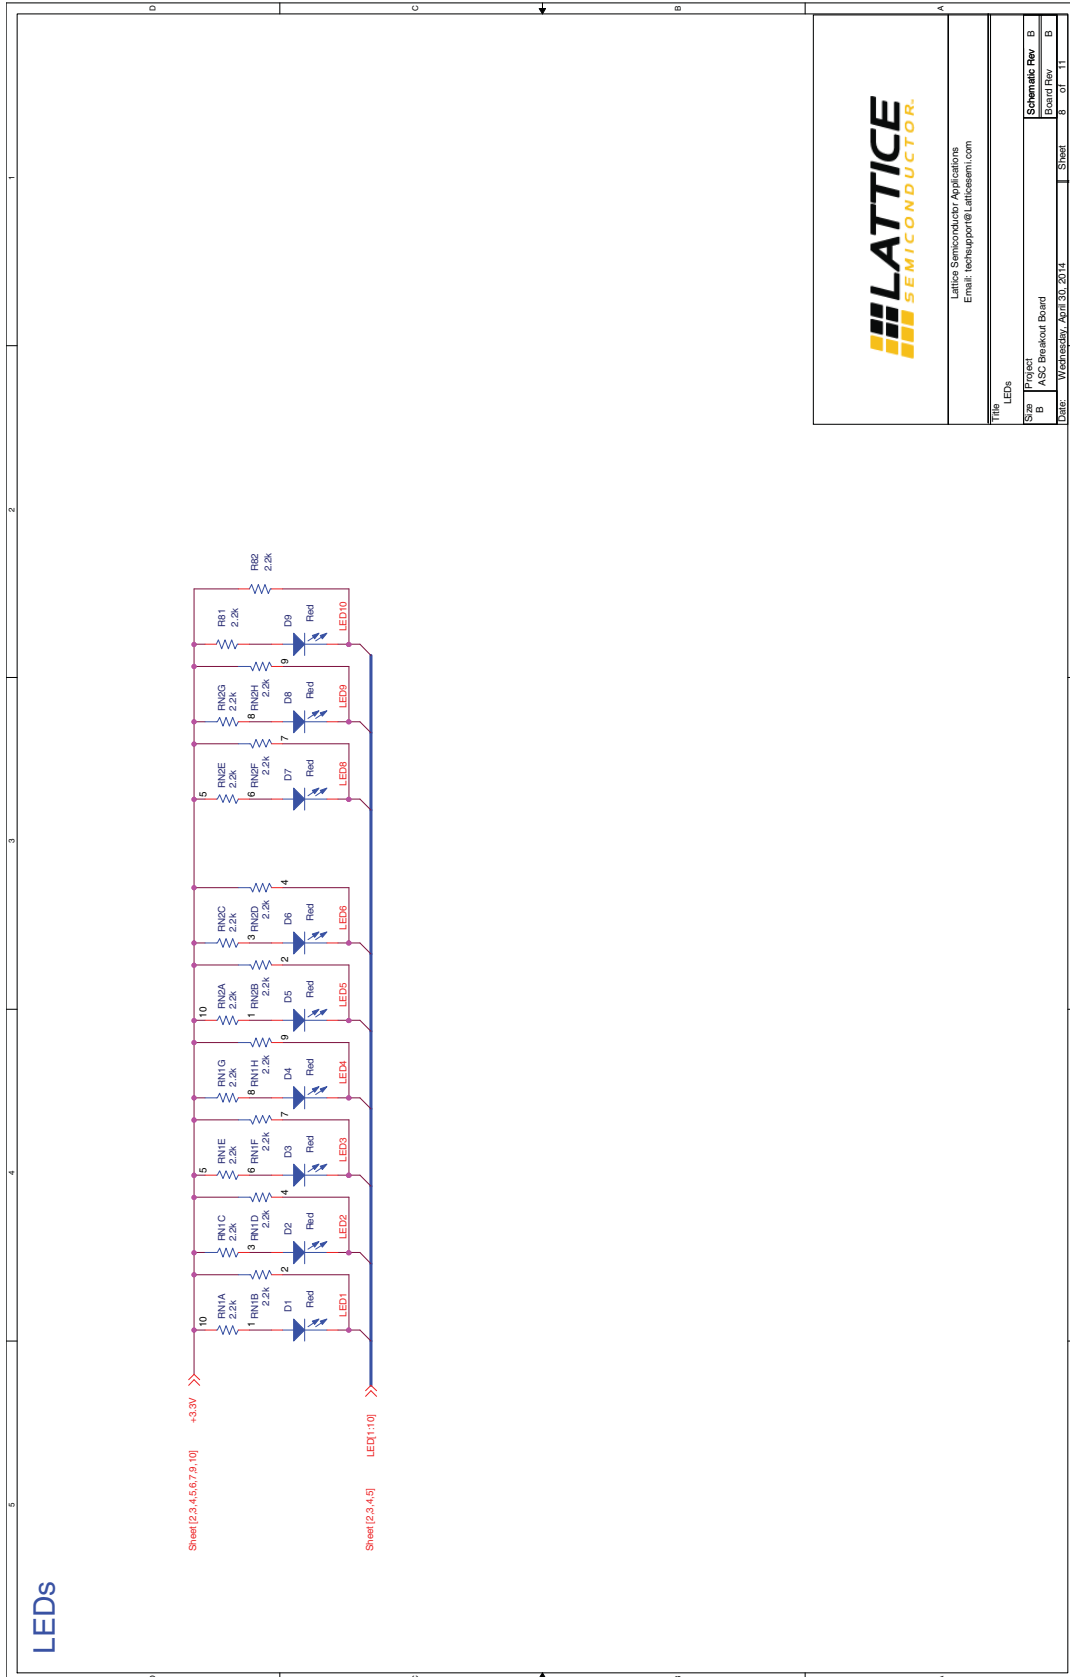 LEDs
5
4
3
2
1
D
C
B
A
Sheet [2,3,4,5,6,7,9,10]
+3.3V
Sheet [2,3,4,5]
LED[1:10]
10
RN1A
2.2k
1
RN1B
2.2k
2
D1
Red
LED1
RN1C
2.2k
3
RN1D
2.2k
4
D2
Red
LED2
5
RN1E
2.2k
6
RN1F
2.2k
7
D3
Red
LED3
RN1G
2.2k
8
RN1H
2.2k
9
D4
Red
LED4
10
RN2A
2.2k
1
RN2B
2.2k
2
D5
Red
LED5
RN2C
2.2k
3
RN2D
2.2k
4
D6
Red
LED6
5
RN2E
2.2k
6
RN2F
2.2k
7
D7
Red
LED8
RN2G
2.2k
8
RN2H
2.2k
9
D8
Red
LED9
R81
2.2k
D9
Red
LED10
R82
2.2k
LATTICE
SEMICONDUCTOR.
Lattice Semiconductor Applications
Email: techsupport@Latticesemi.com
Title
LEDs
Size
B
Project
ASC Breakout Board
Schematic Rev B
Board Rev B
Date: Wednesday, April 30, 2014 Sheet 8 of 11